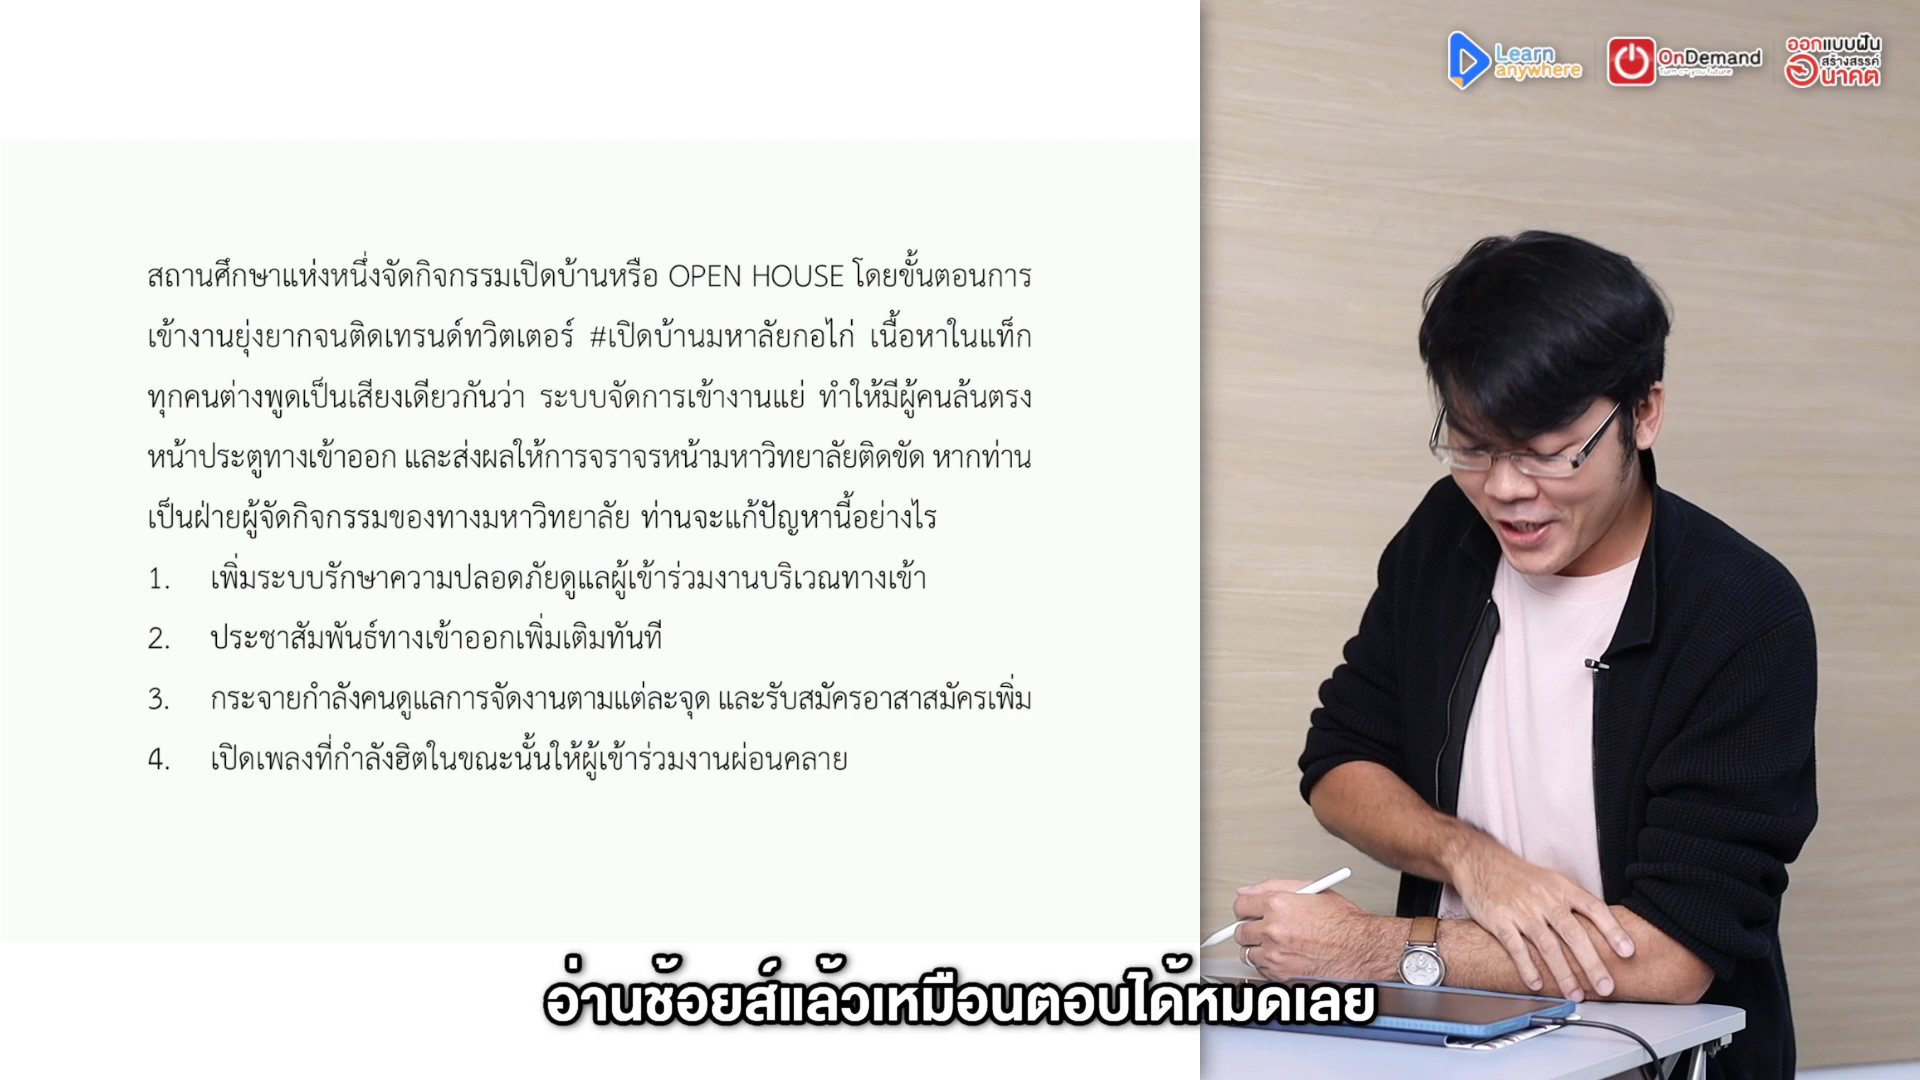 Learn
anywhere
OnDemand
Turn on your future
ออกแบบฝัน
สร้างสรรค์
อนาคต
สถานศึกษาแห่งหนึ่งจัดกิจกรรมเปิดบ้านหรือ OPEN HOUSE โดยขั้นตอนการ
เข้างานยุ่งยากจนติดเทรนด์ทวิตเตอร์ #เปิดบ้านมหาลัยกอไก่ เนื้อหาในแท็ก
ทุกคนต่างพูดเป็นเสียงเดียวกันว่า ระบบจัดการเข้างานแย่ ทำให้มีผู้คนล้นตรง
หน้าประตูทางเข้าออก และส่งผลให้การจราจรหน้ามหาวิทยาลัยติดขัด หากท่าน
เป็นฝ่ายผู้จัดกิจกรรมของทางมหาวิทยาลัย ท่านจะแก้ปัญหานี้อย่างไร
1. เพิ่มระบบรักษาความปลอดภัยดูแลผู้เข้าร่วมงานบริเวณทางเข้า
2. ประชาสัมพันธ์ทางเข้าออกเพิ่มเติมทันที
3. กระจายกำลังคนดูแลการจัดงานตามแต่ละจุด และรับสมัครอาสาสมัครเพิ่ม
4. เปิดเพลงที่กำลังฮิตในขณะนั้นให้ผู้เข้าร่วมงานผ่อนคลาย
อ่านช้อยส์แล้วเหมือนตอบได้หมดเลย